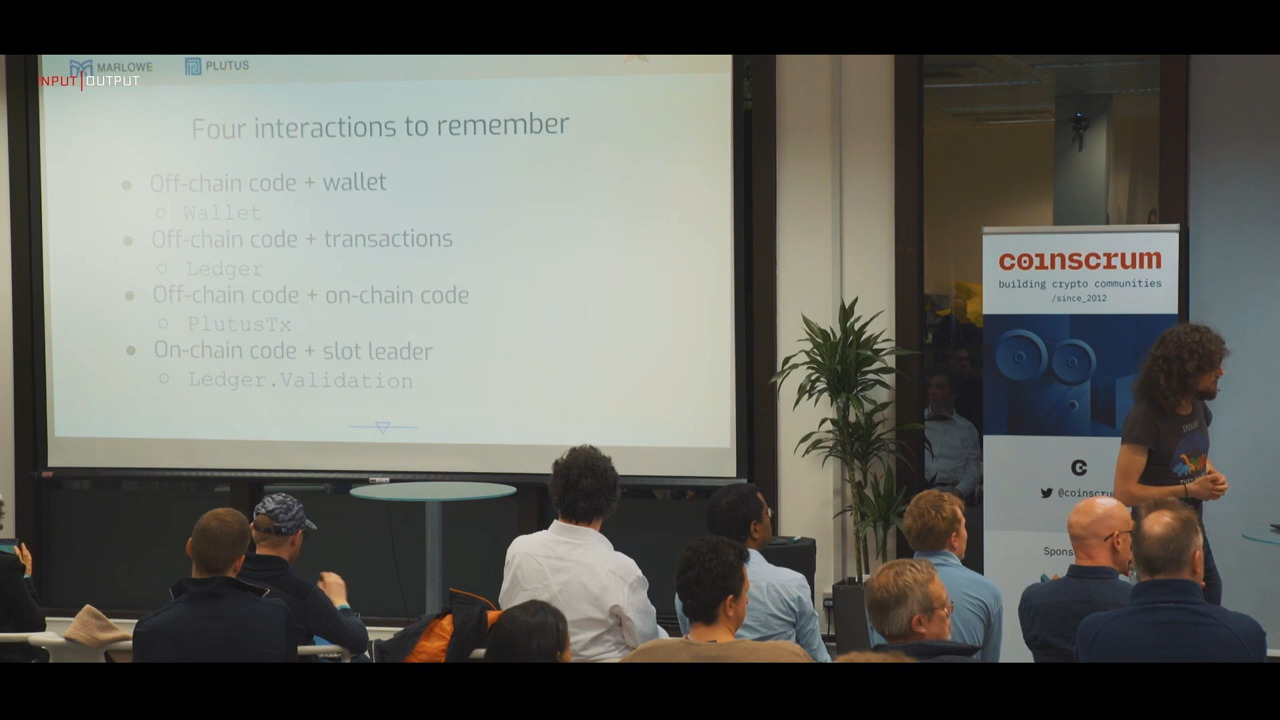 MARLOWE
PLUTUS
INPUT|OUTPUT
Four interactions to remember
● Off-chain code + wallet
○ Wallet
● Off-chain code + transactions
○ Ledger
● Off-chain code + on-chain code
○ PlutusTx
● On-chain code + slot leader
○ Ledger.Validation
coinscrum
building crypto communities
/since_2012
@coinscru
Spons